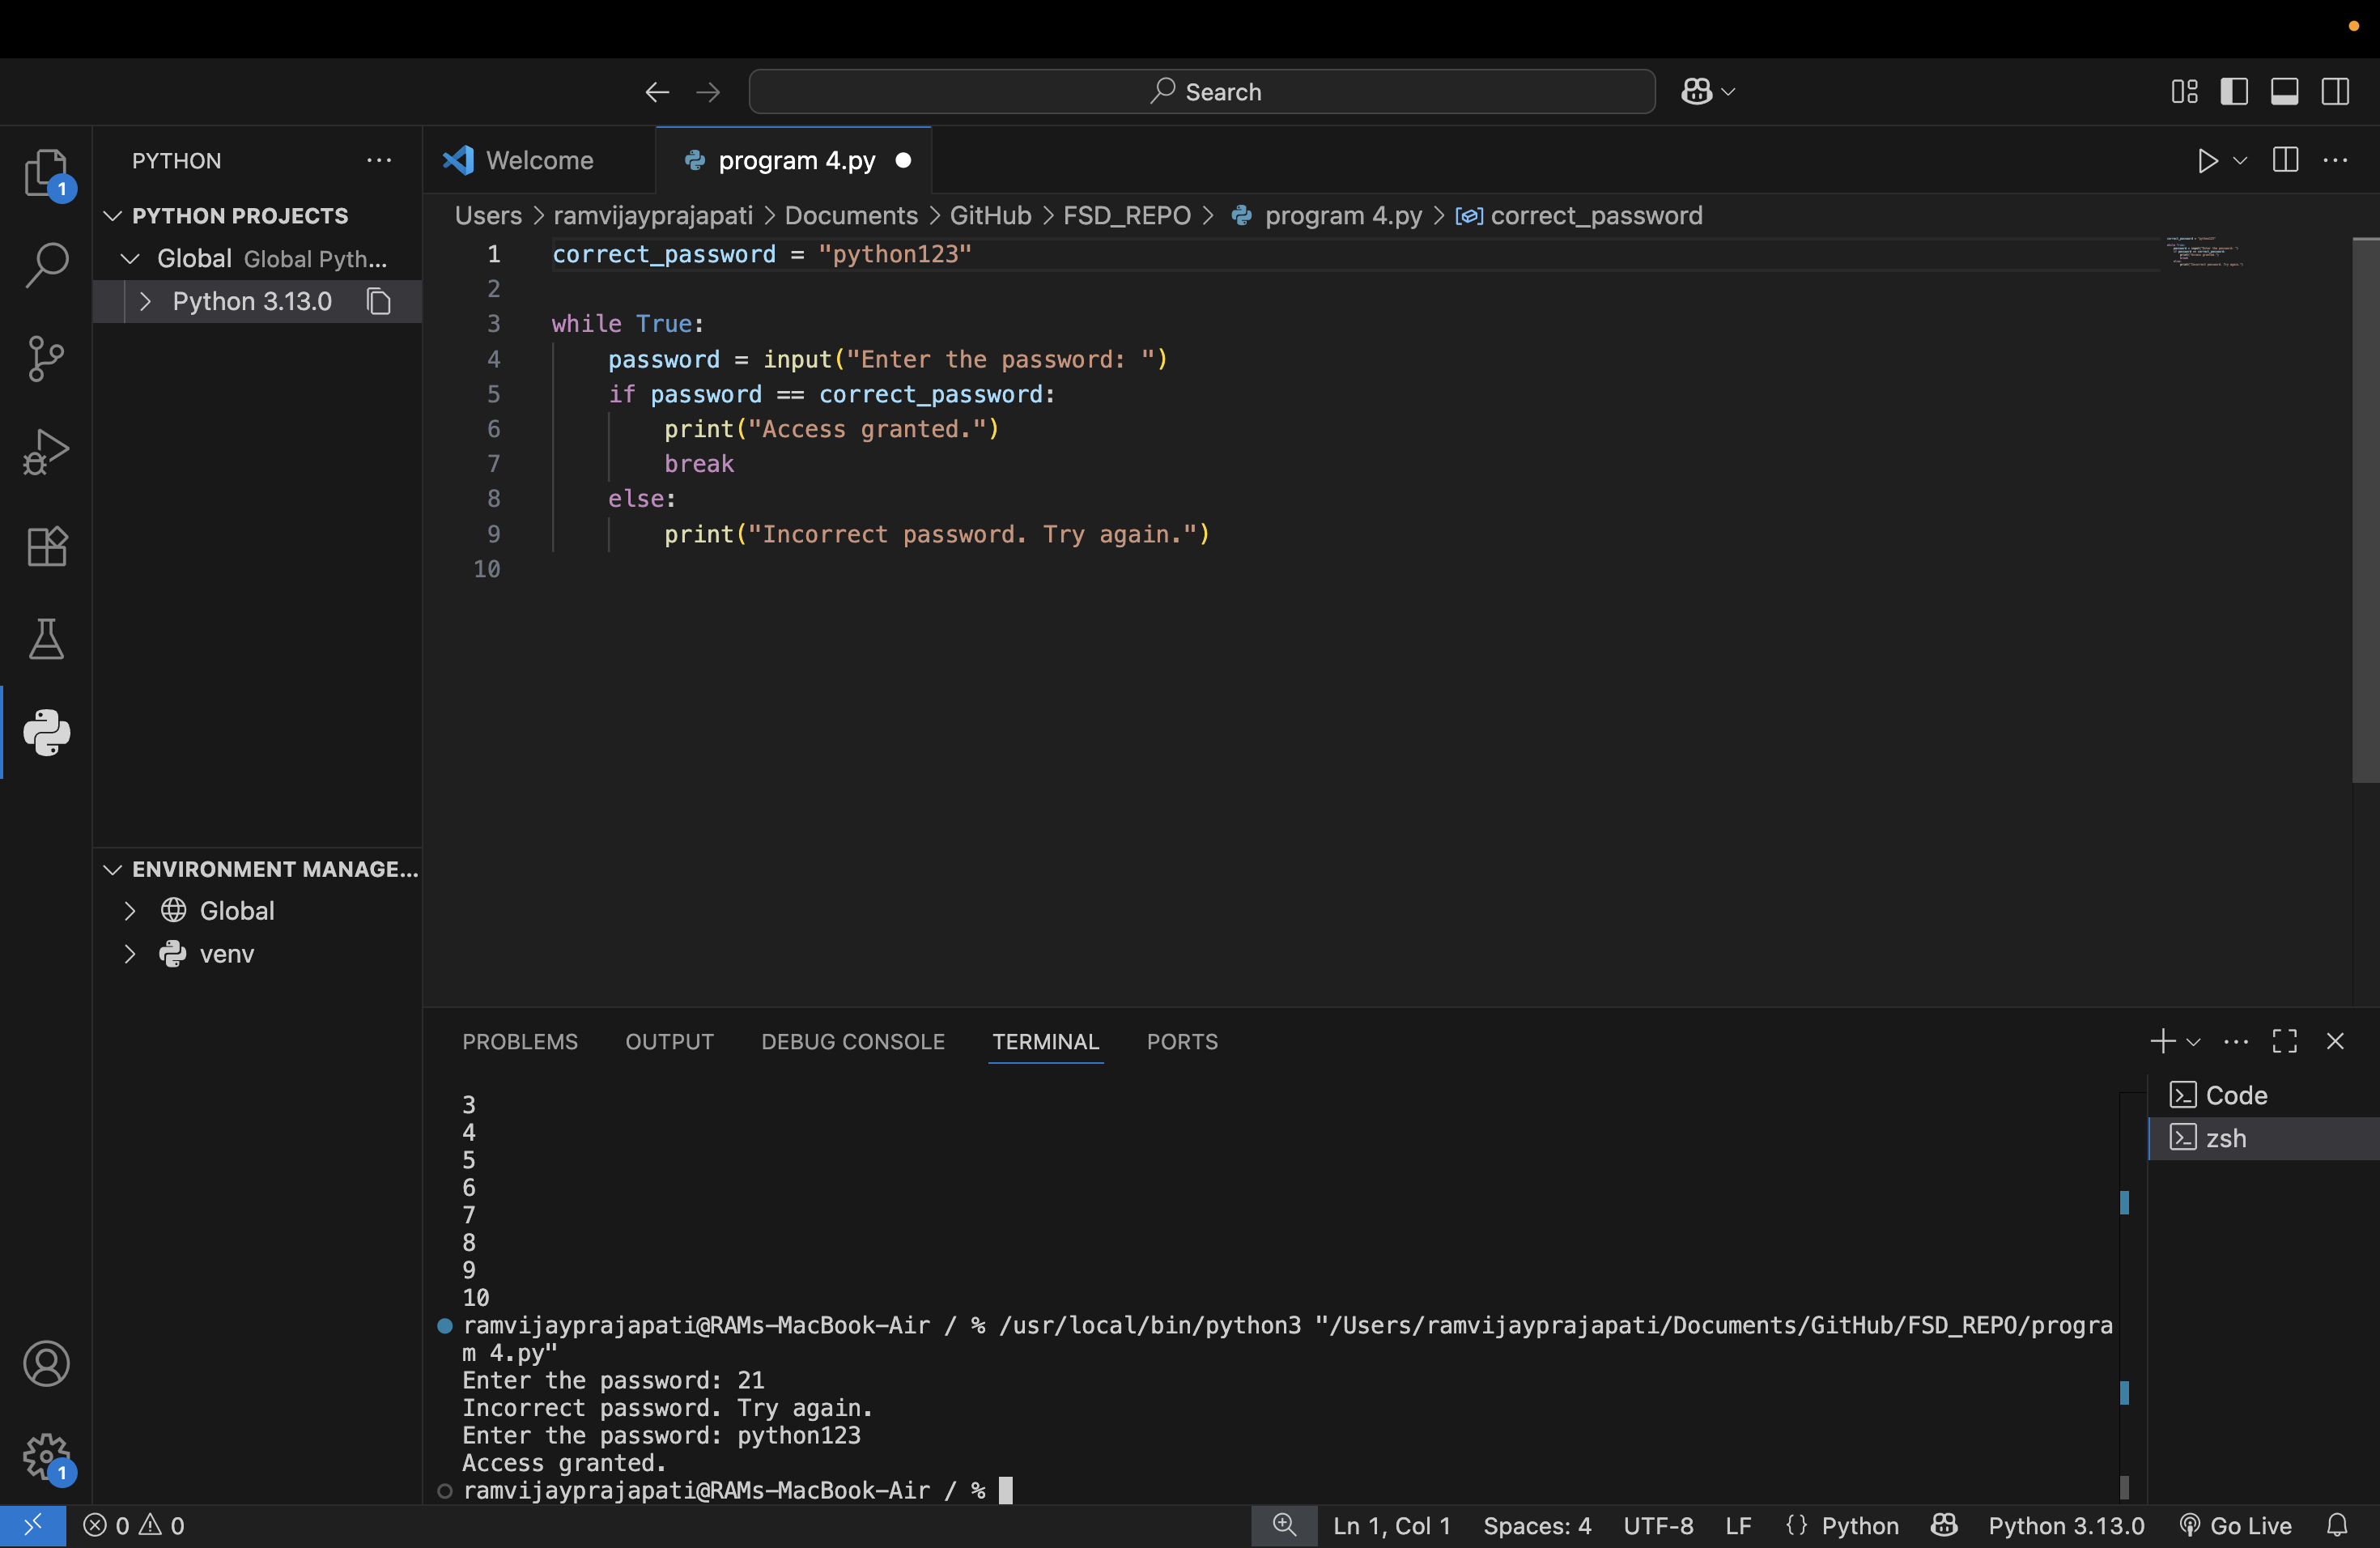 Search
PYTHON
PYTHON PROJECTS
Global Global Pyth...
Python 3.13.0
ENVIRONMENT MANAGE...
Global
venv
1
1
Welcome
program 4.py
Users > ramvijayprajapati > Documents > GitHub > FSD_REPO > program 4.py > correct_password
1 correct_password = "python123"
2
3 while True:
4     password = input("Enter the password: ")
5     if password == correct_password:
6         print("Access granted.")
7         break
8     else:
9         print("Incorrect password. Try again.")
10
PROBLEMS OUTPUT DEBUG CONSOLE TERMINAL PORTS
3
4
5
6
7
8
9
10
ramvijayprajapati@RAMs-MacBook-Air / % /usr/local/bin/python3 "/Users/ramvijayprajapati/Documents/GitHub/FSD_REPO/progra
m 4.py"
Enter the password: 21
Incorrect password. Try again.
Enter the password: python123
Access granted.
ramvijayprajapati@RAMs-MacBook-Air / %
Code
zsh
0 0 Ln 1, Col 1 Spaces: 4 UTF-8 LF {} Python Python 3.13.0 Go Live